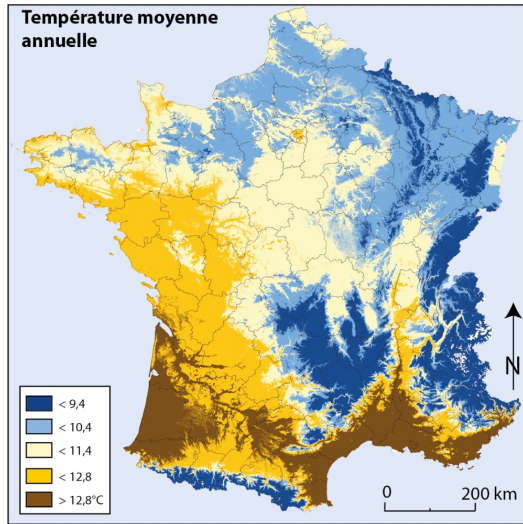 Température moyenne
annuelle
N
< 9,4
< 10,4
< 11,4
< 12,8
> 12,8°C
0 200 km